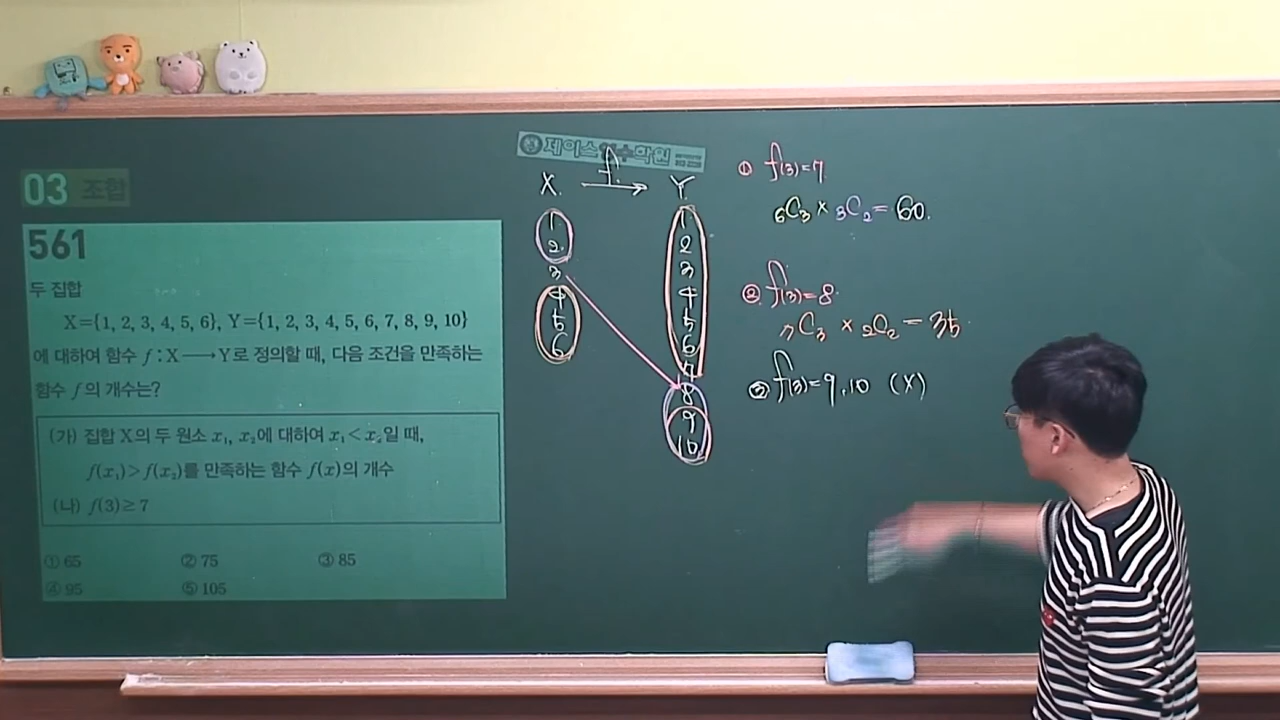 03 조합
561
두 집합
X={1, 2, 3, 4, 5, 6}, Y={1, 2, 3, 4, 5, 6, 7, 8, 9, 10}
에 대하여 함수 f : X ⟶ Y로 정의할 때, 다음 조건을 만족하는
함수 f의 개수는?
(가) 집합 X의 두 원소 x₁, x₂에 대하여 x₁<x₂일 때,
f(x₁)>f(x₂)를 만족하는 함수 f(x)의 개수
(나) f(3)≥7
① 65 ② 75 ③ 85
④ 95 ⑤ 105
제이스 수학원
X f → Y
1 1
2 2
3 3
4 4
5 5
6 6
7
8
9
10
① f(3)=7
₆C₃ × ₃C₂ = 60.
② f(3)=8.
₇C₃ × ₂C₂ = 35.
③ f(3)=9,10 (X)